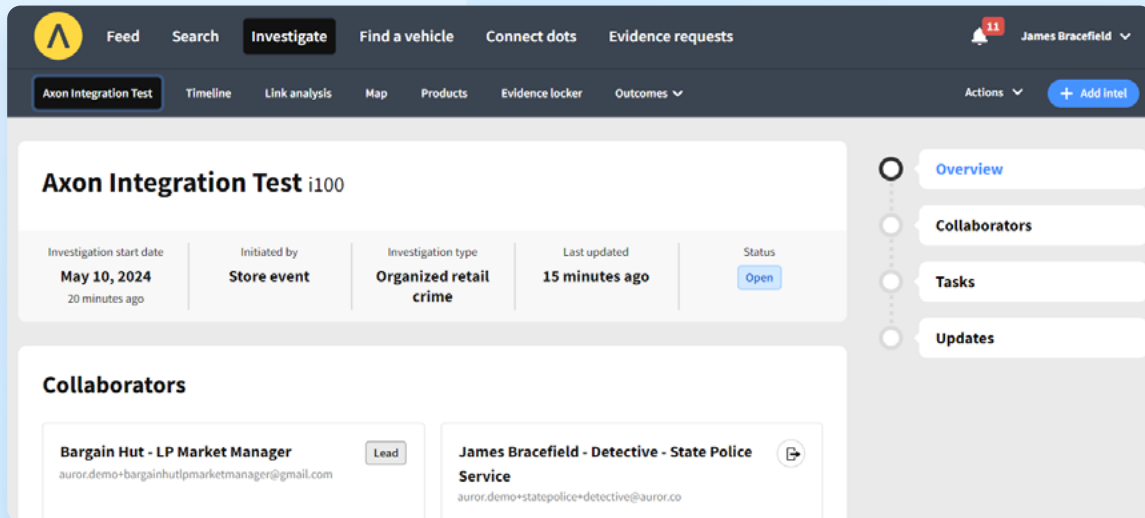 Feed Search Investigate Find a vehicle Connect dots Evidence requests 11 James Bracefield
Axon Integration Test Timeline Link analysis Map Products Evidence locker Outcomes Actions + Add intel
Axon Integration Test i100
Investigation start date
May 10, 2024
20 minutes ago
Initiated by
Store event
Investigation type
Organized retail
crime
Last updated
15 minutes ago
Status
Open
Overview
Collaborators
Tasks
Updates
Collaborators
Bargain Hut - LP Market Manager
Lead
auror.demo+bargainhutlpmarketmanager@gmail.com
James Bracefield - Detective - State Police
Service
auror.demo+statepolice+detective@auror.co